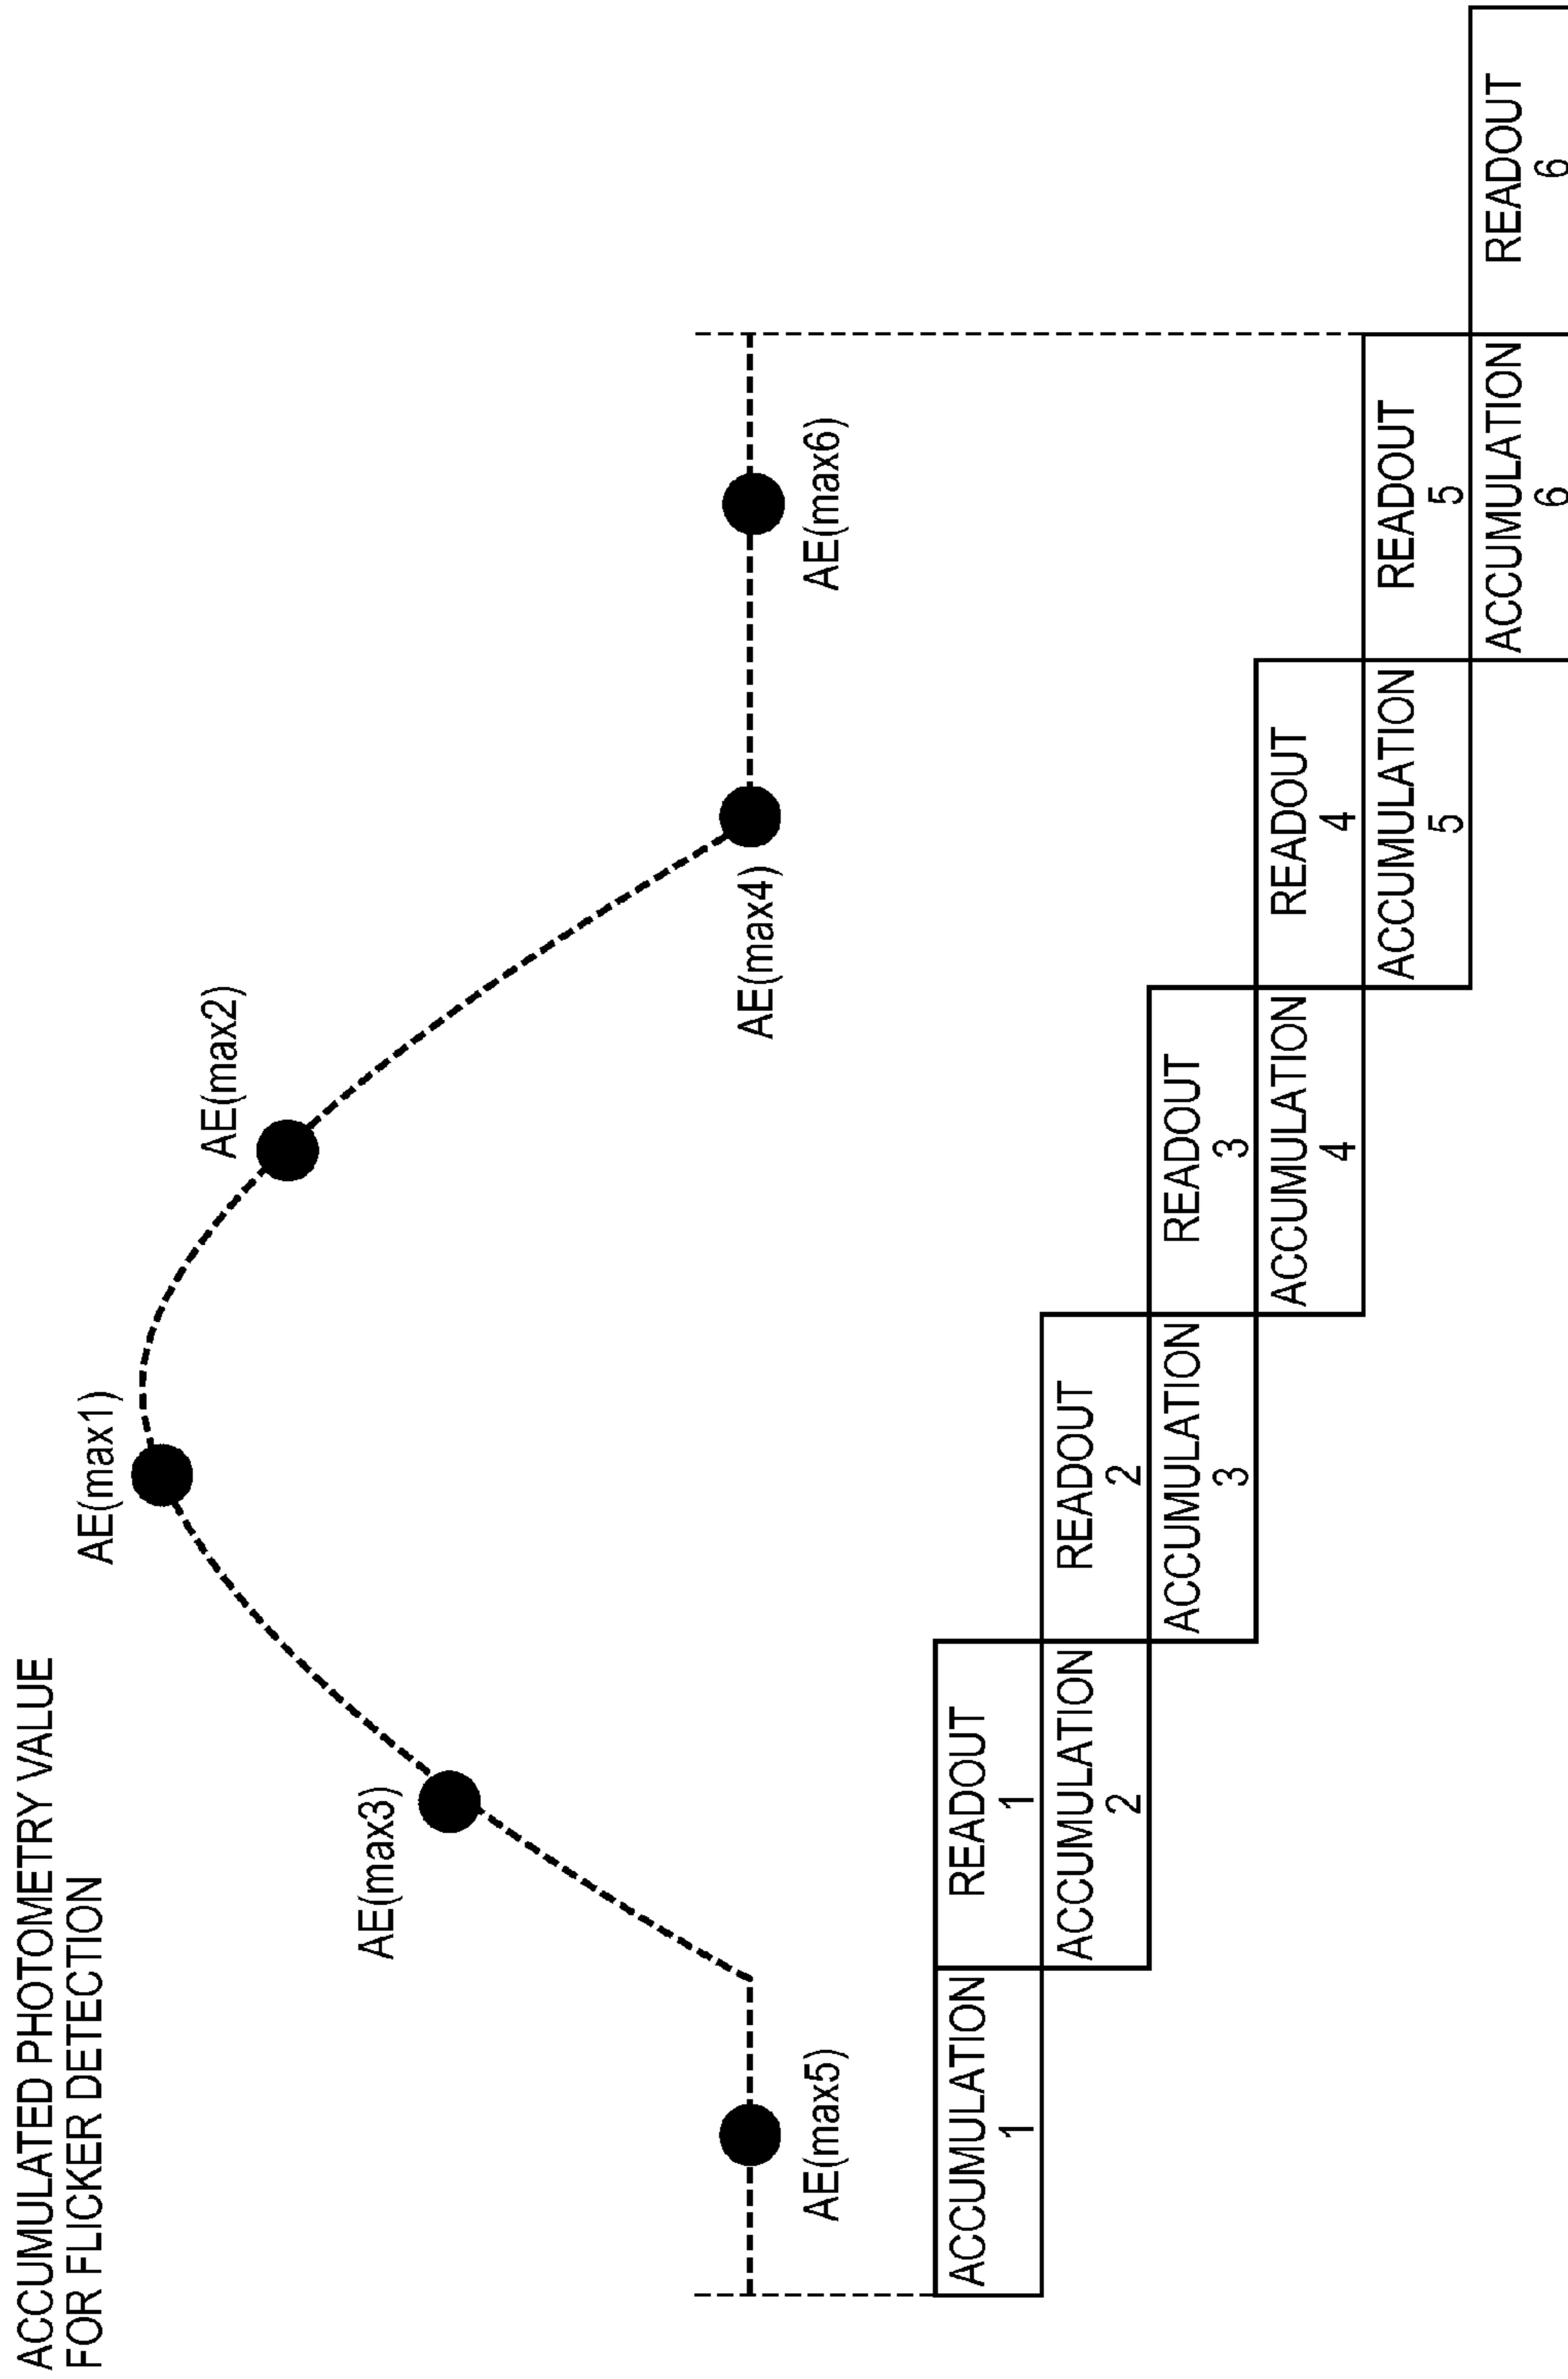 ACCUMULATED PHOTOMETRY VALUE
FOR FLICKER DETECTION
AE(max1)
AE(max2)
AE(max3)
AE(max4)
AE(max5)
AE(max6)
ACCUMULATION
1
READOUT
1
ACCUMULATION
2
READOUT
2
ACCUMULATION
3
READOUT
3
ACCUMULATION
4
READOUT
4
ACCUMULATION
5
READOUT
5
ACCUMULATION
6
READOUT
6